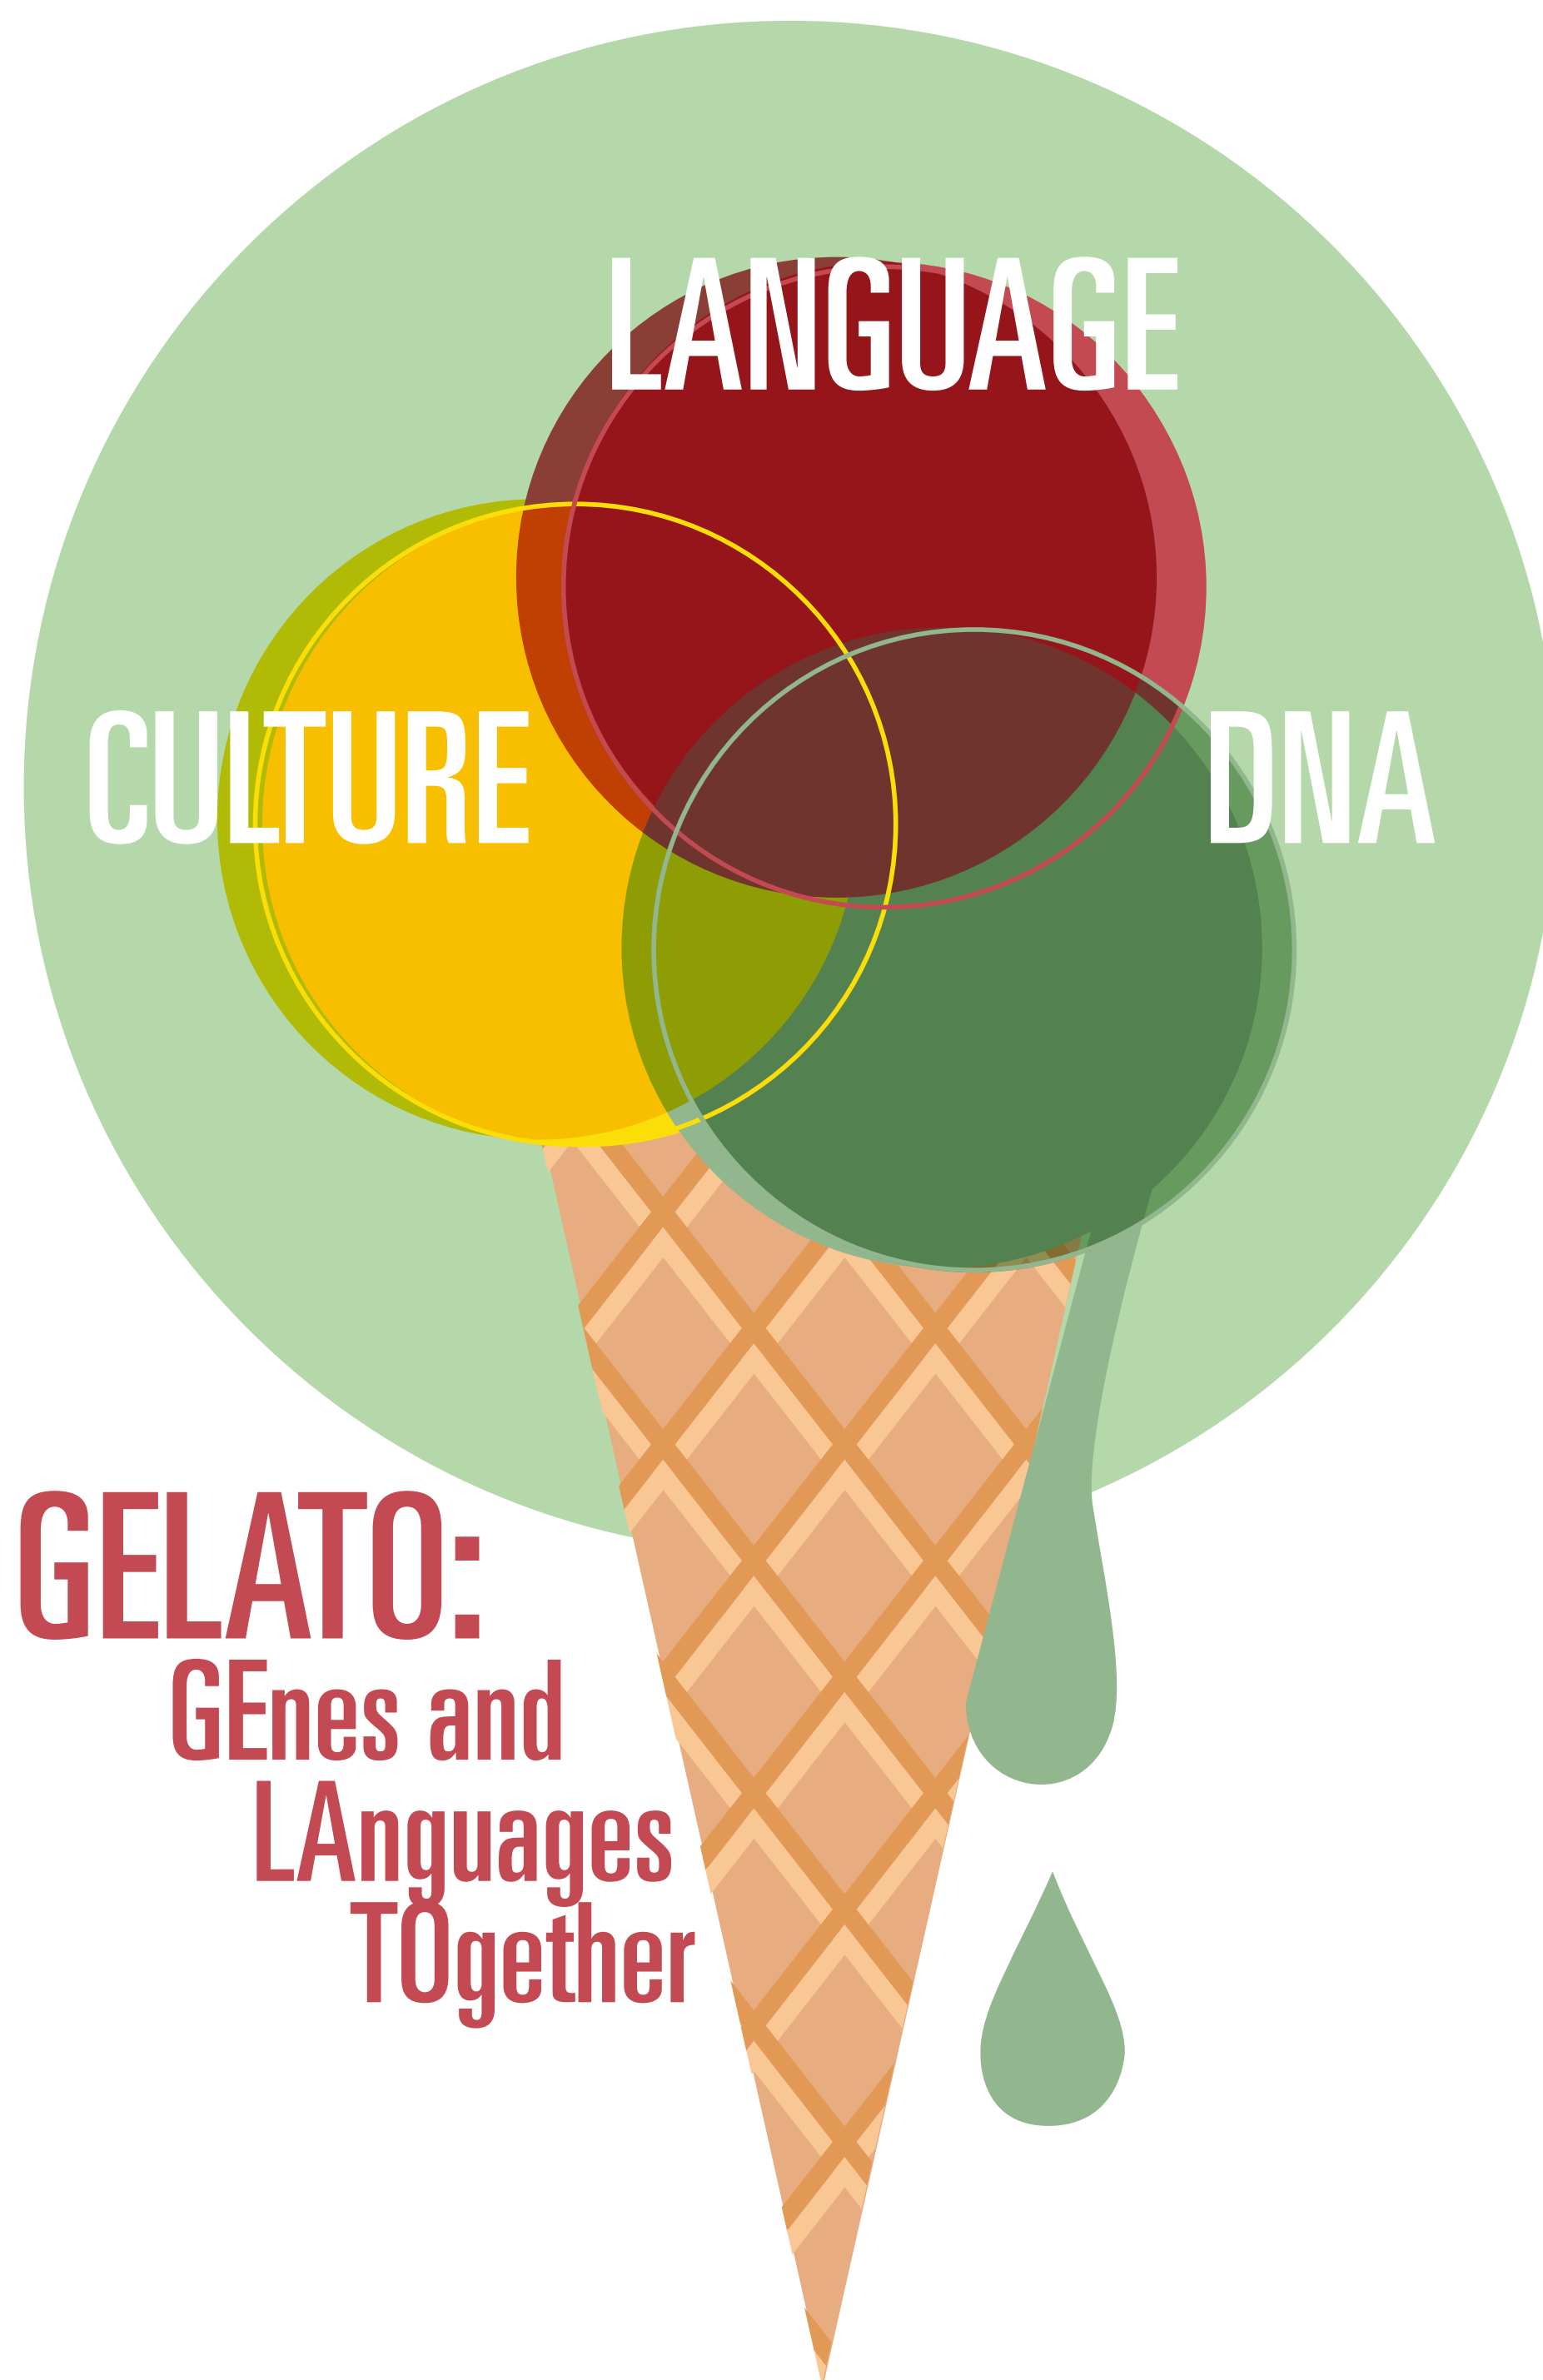 LANGUAGE
CULTURE
DNA
GELATO:
GEnes and
LAnguages
TOgether